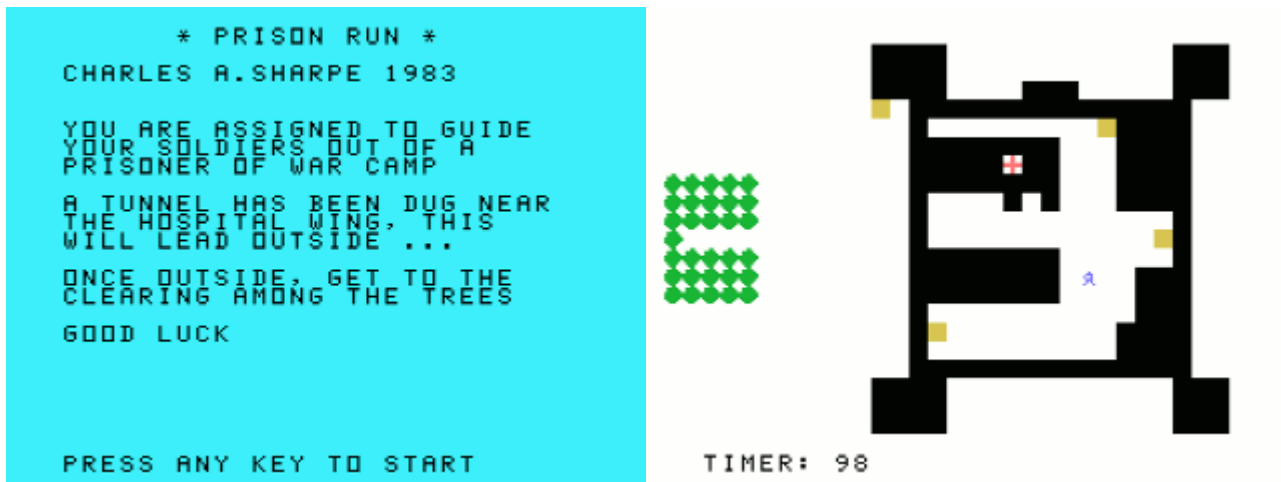 * PRISON RUN *
CHARLES A.SHARPE 1983
YOU ARE ASSIGNED TO GUIDE
YOUR SOLDIERS OUT OF A
PRISONER OF WAR CAMP
A TUNNEL HAS BEEN DUG NEAR
THE HOSPITAL WING, THIS
WILL LEAD OUTSIDE ...
ONCE OUTSIDE, GET TO THE
CLEARING AMONG THE TREES
GOOD LUCK
PRESS ANY KEY TO START
TIMER: 98